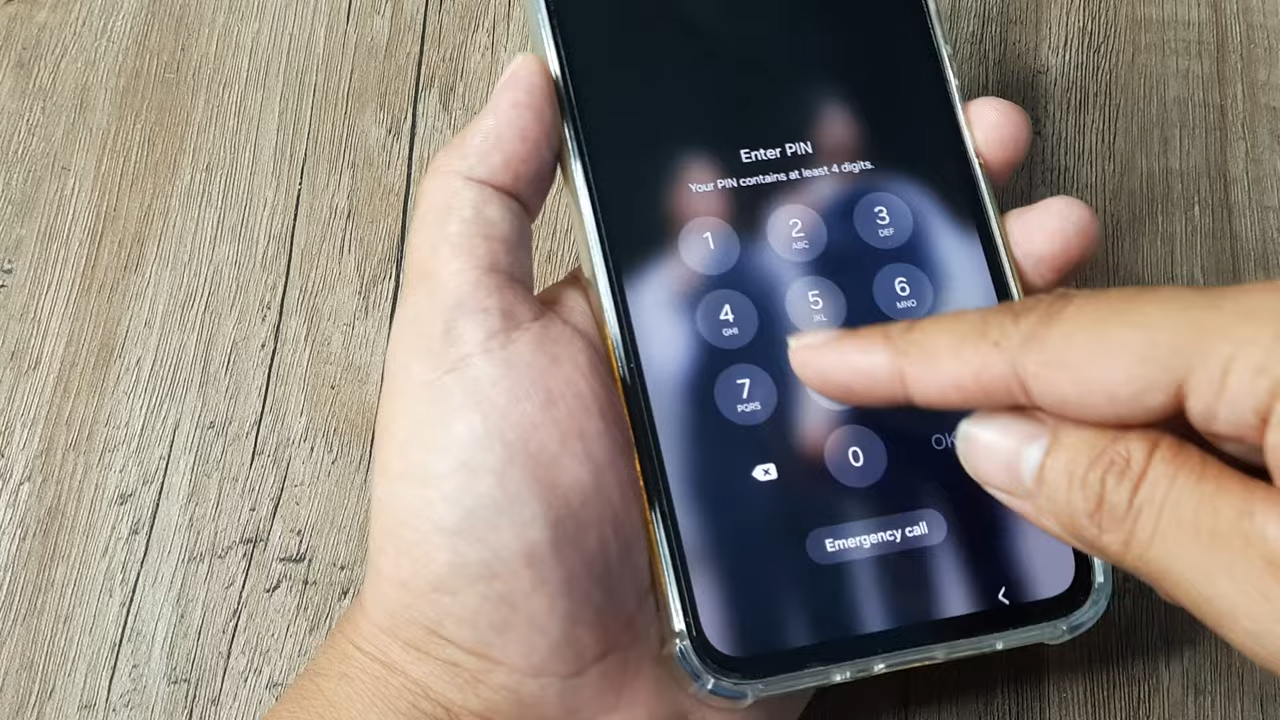 Enter PIN
Your PIN contains at least 4 digits.
1
2
ABC
3
DEF
4
GHI
5
JKL
6
MNO
7
PQRS
0
OK
Emergency call